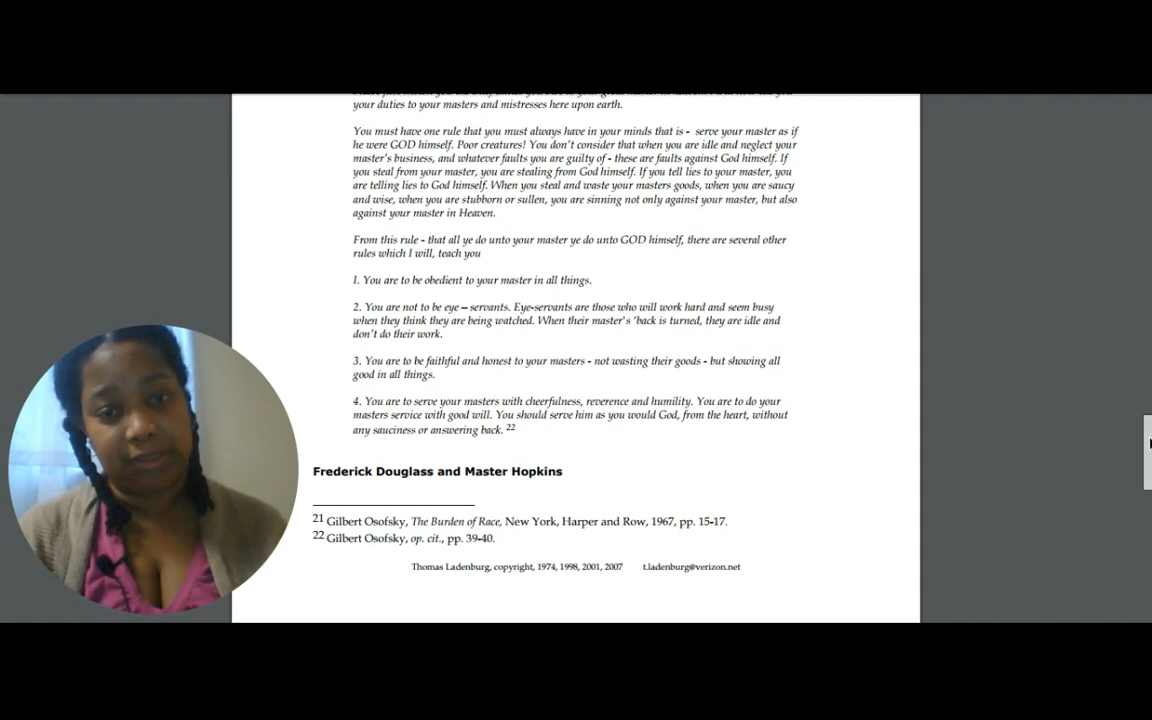 your duties to your masters and mistresses here upon earth.
You must have one rule that you must always have in your minds that is - serve your master as if
he were GOD himself. Poor creatures! You don't consider that when you are idle and neglect your
master's business, and whatever faults you are guilty of - these are faults against God himself. If
you steal from your master, you are stealing from God himself. If you tell lies to your master, you
are telling lies to God himself. When you steal and waste your masters goods, when you are saucy
and wise, when you are stubborn or sullen, you are sinning not only against your master, but also
against your master in Heaven.
From this rule - that all ye do unto your master ye do unto GOD himself, there are several other
rules which I will, teach you
1. You are to be obedient to your master in all things.
2. You are not to be eye – servants. Eye-servants are those who will work hard and seem busy
when they think they are being watched. When their master's 'back is turned, they are idle and
don't do their work.
3. You are to be faithful and honest to your masters - not wasting their goods - but showing all
good in all things.
4. You are to serve your masters with cheerfulness, reverence and humility. You are to do your
masters service with good will. You should serve him as you would God, from the heart, without
any sauciness or answering back. 22
Frederick Douglass and Master Hopkins
21 Gilbert Osofsky, The Burden of Race, New York, Harper and Row, 1967, pp. 15-17.
22 Gilbert Osofsky, op. cit., pp. 39-40.
Thomas Ladenburg, copyright, 1974, 1998, 2001, 2007 t.ladenburg@verizon.net